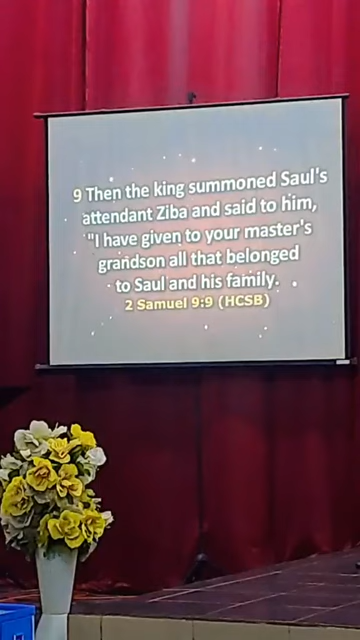 9 Then the king summoned Saul's
attendant Ziba and said to him,
"I have given to your master's
grandson all that belonged
to Saul and his family.
2 Samuel 9:9 (HCSB)